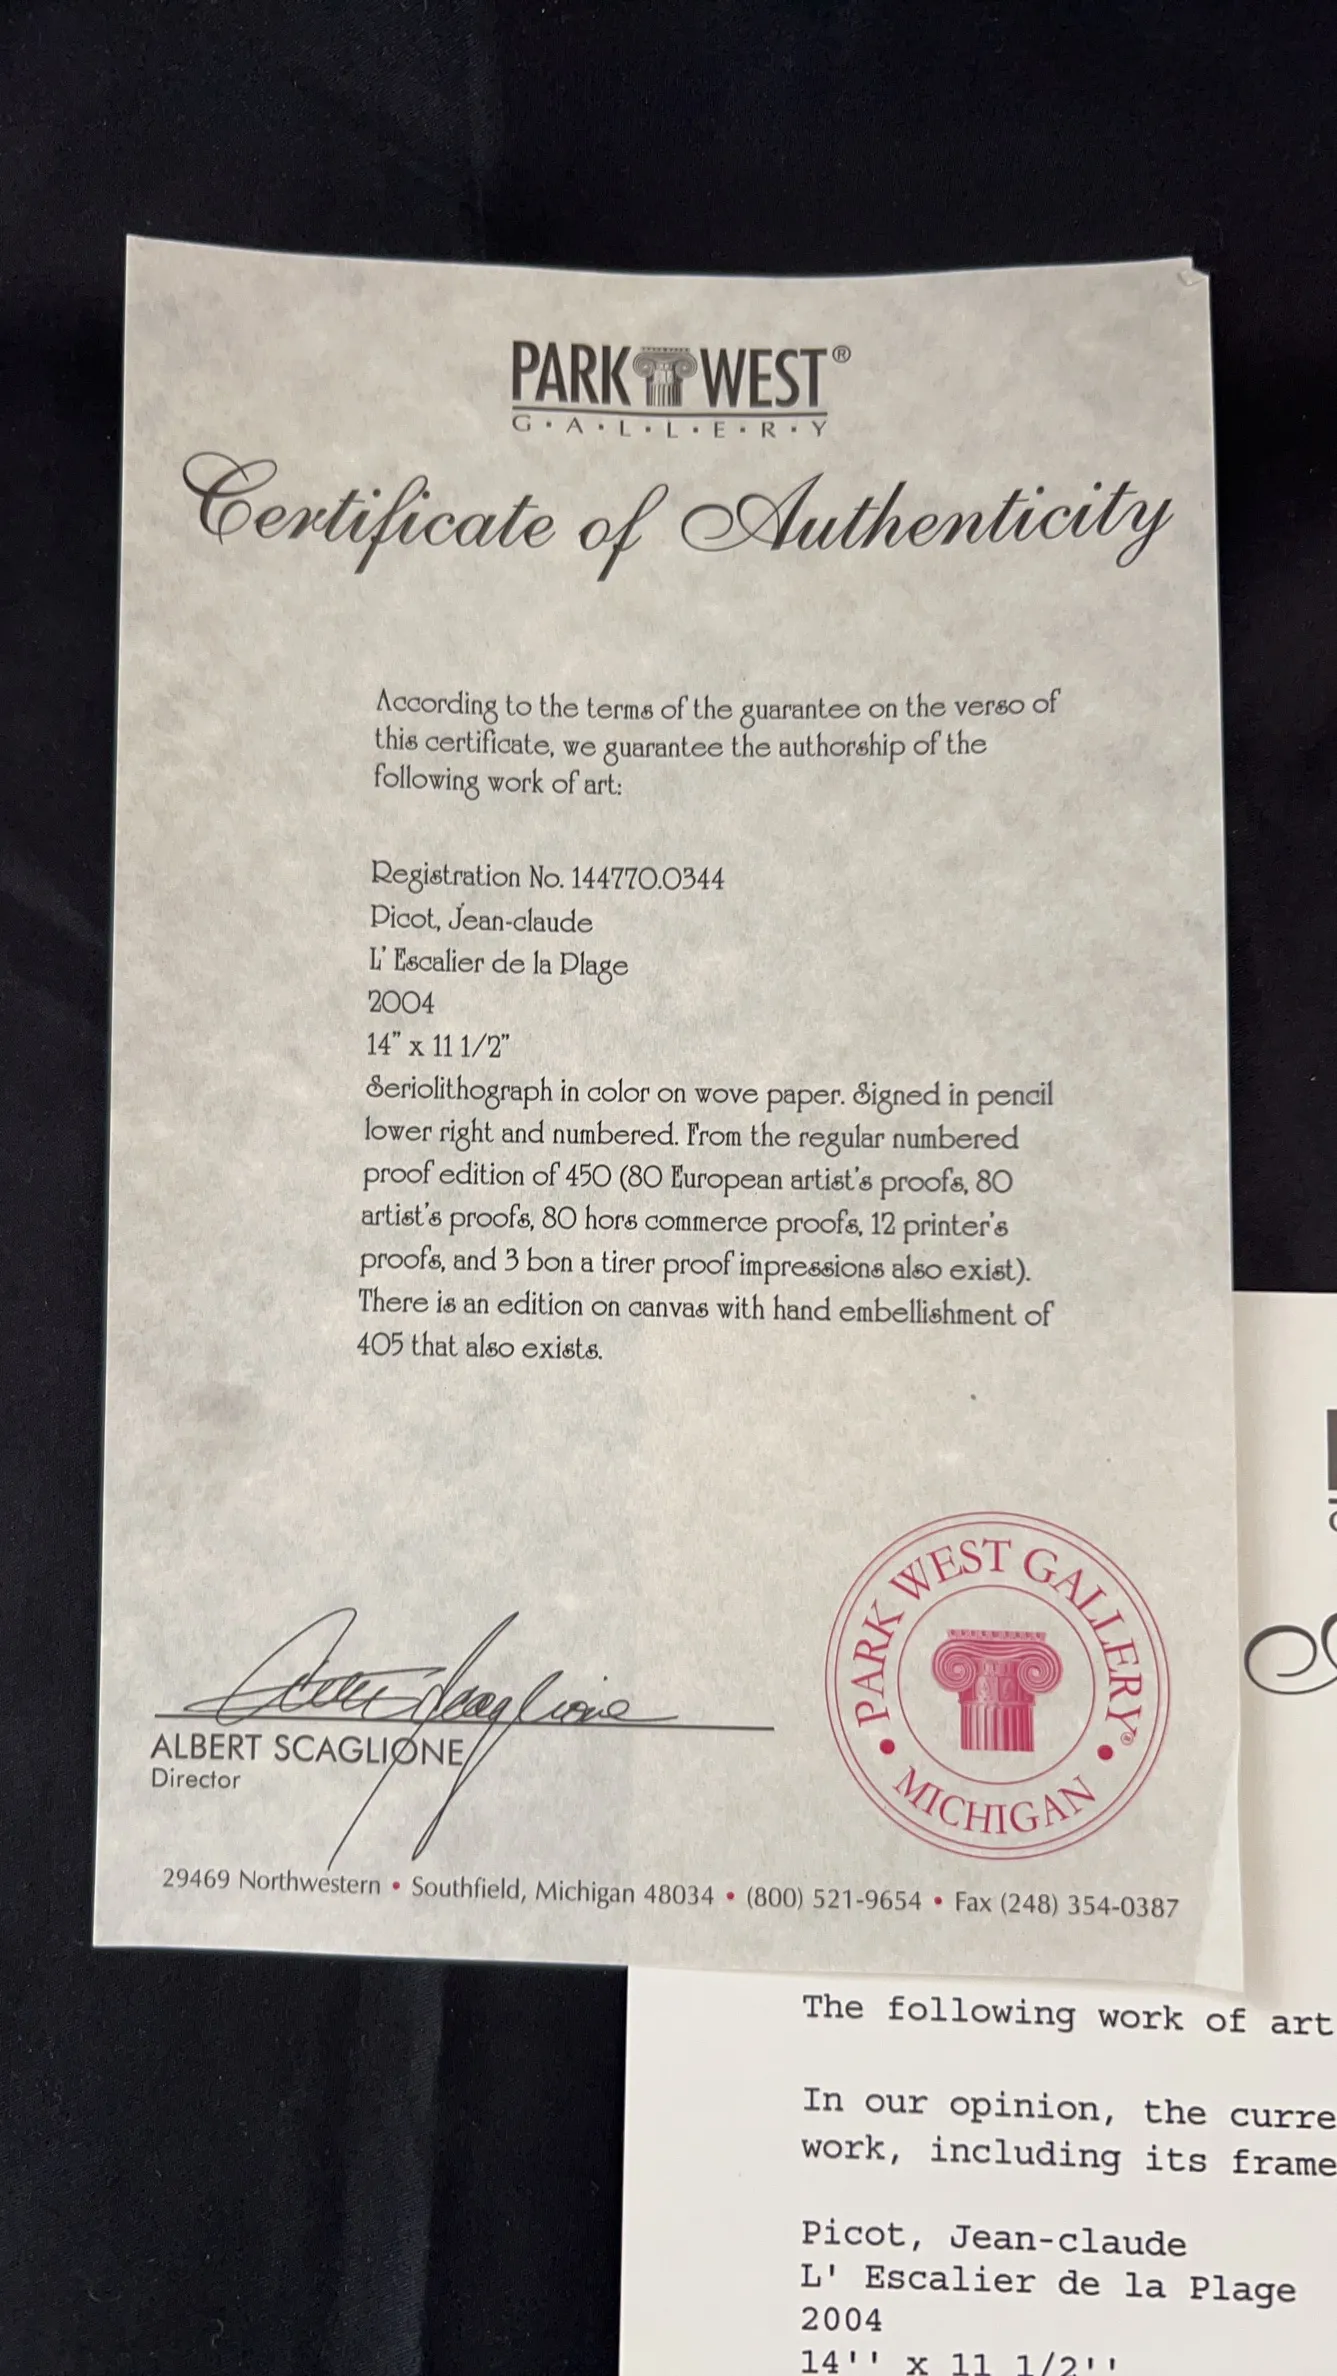 PARK WEST®
G·A·L·L·E·R·Y
Certificate of Authenticity
According to the terms of the guarantee on the verso of
this certificate, we guarantee the authorship of the
following work of art:
Registration No. 144770.0344
Picot, Jean-claude
L' Escalier de la Plage
2004
14" x 11 1/2"
Seriolithograph in color on wove paper. Signed in pencil
lower right and numbered. From the regular numbered
proof edition of 450 (80 European artist's proofs, 80
artist's proofs, 80 hors commerce proofs, 12 printer's
proofs, and 3 bon a tirer proof impressions also exist).
There is an edition on canvas with hand embellishment of
405 that also exists.
ALBERT SCAGLIONE
Director
PARK WEST GALLERY®
• MICHIGAN •
29469 Northwestern • Southfield, Michigan 48034 • (800) 521-9654 • Fax (248) 354-0387
The following work of art
In our opinion, the curre
work, including its frame
Picot, Jean-claude
L' Escalier de la Plage
2004
14'' x 11 1/2''